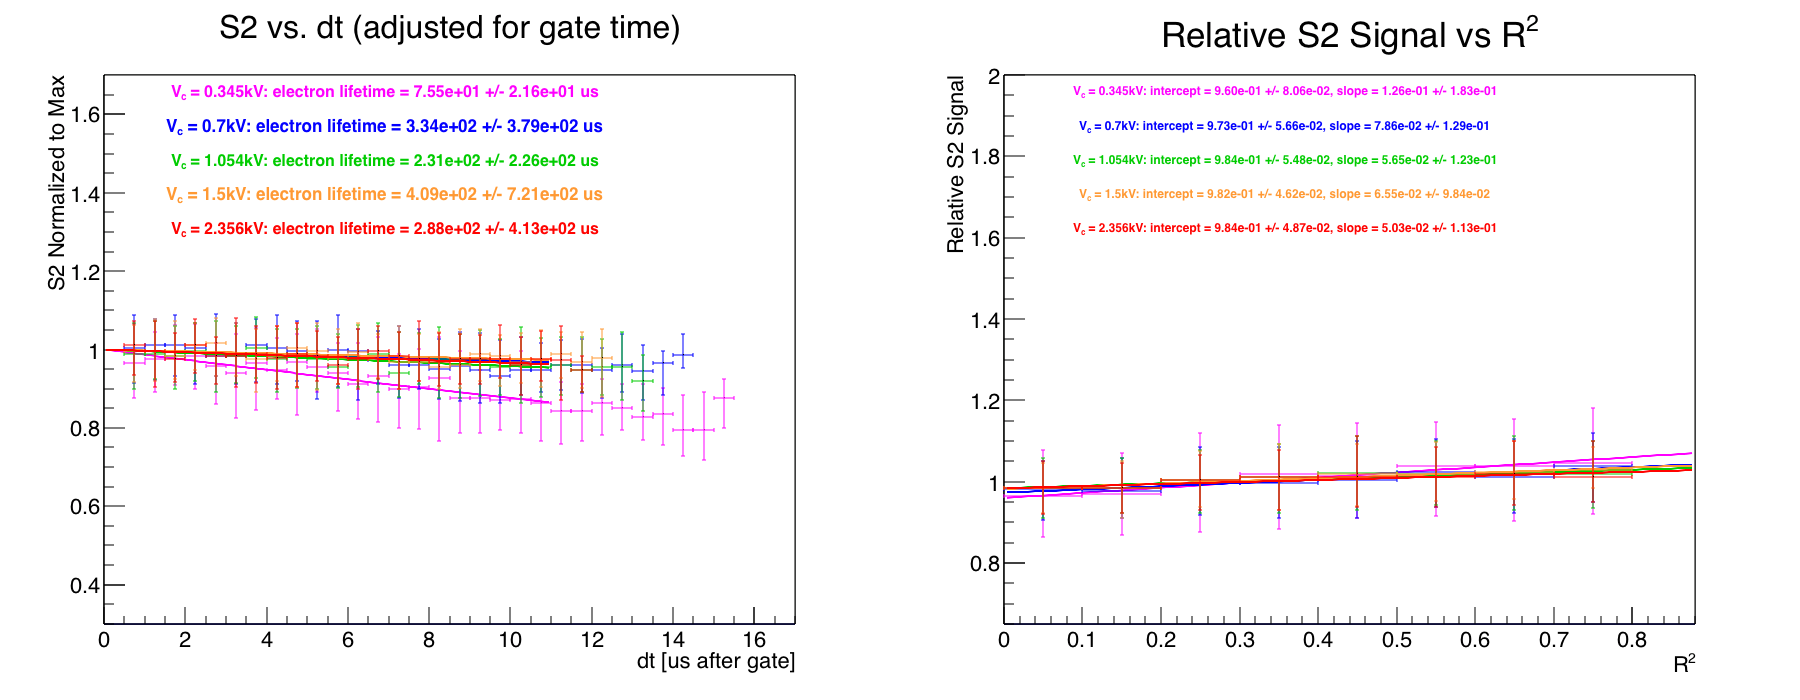 S2 vs. dt (adjusted for gate time)
S2 Normalized to Max
V_c = 0.345kV: electron lifetime = 7.55e+01 +/- 2.16e+01 us
V_c = 0.7kV: electron lifetime = 3.34e+02 +/- 3.79e+02 us
V_c = 1.054kV: electron lifetime = 2.31e+02 +/- 2.26e+02 us
V_c = 1.5kV: electron lifetime = 4.09e+02 +/- 7.21e+02 us
V_c = 2.356kV: electron lifetime = 2.88e+02 +/- 4.13e+02 us
1.6
1.4
1.2
1
0.8
0.6
0.4
0 2 4 6 8 10 12 14 16
dt [us after gate]
Relative S2 Signal vs R²
Relative S2 Signal
V_c = 0.345kV: intercept = 9.60e-01 +/- 8.06e-02, slope = 1.26e-01 +/- 1.83e-01
V_c = 0.7kV: intercept = 9.73e-01 +/- 5.66e-02, slope = 7.86e-02 +/- 1.29e-01
V_c = 1.054kV: intercept = 9.84e-01 +/- 5.48e-02, slope = 5.65e-02 +/- 1.23e-01
V_c = 1.5kV: intercept = 9.82e-01 +/- 4.62e-02, slope = 6.55e-02 +/- 9.84e-02
V_c = 2.356kV: intercept = 9.84e-01 +/- 4.87e-02, slope = 5.03e-02 +/- 1.13e-01
2
1.8
1.6
1.4
1.2
1
0.8
0 0.1 0.2 0.3 0.4 0.5 0.6 0.7 0.8
R²